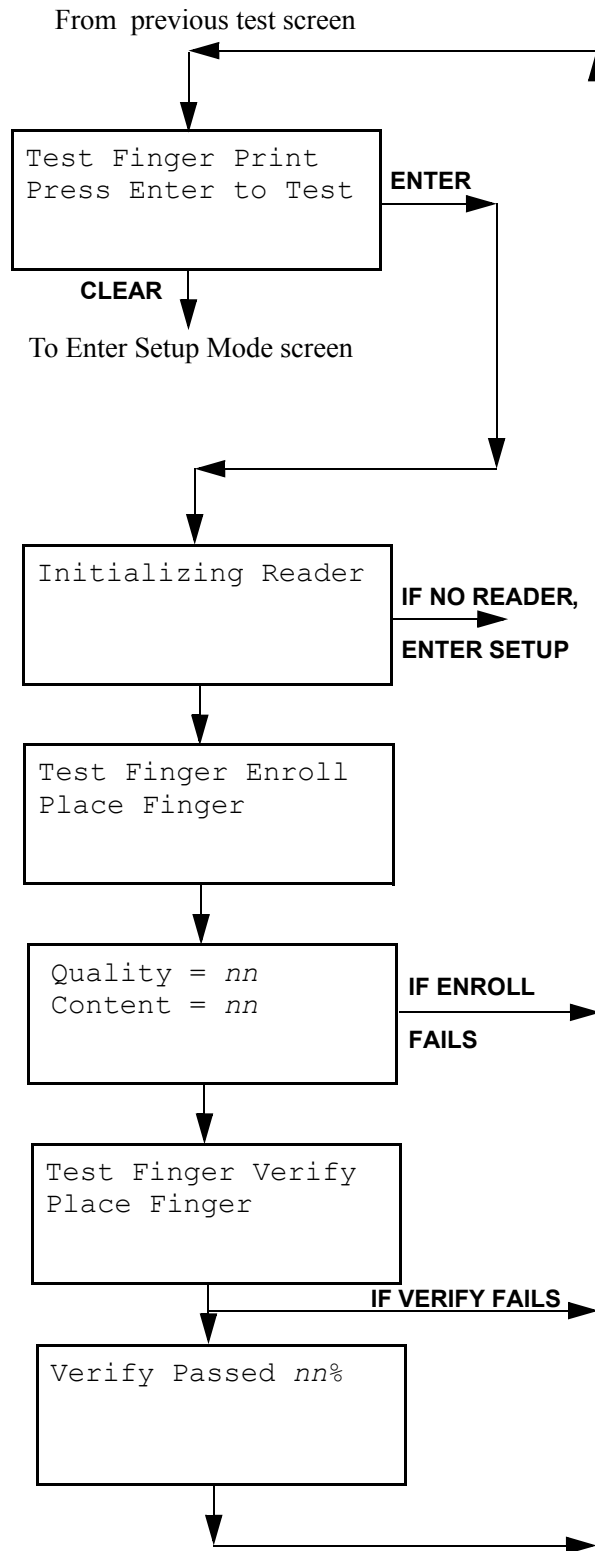 From previous test screen
Test Finger Print
Press Enter to Test
ENTER
CLEAR
To Enter Setup Mode screen
Initializing Reader
IF NO READER,
ENTER SETUP
Test Finger Enroll
Place Finger
Quality = nn
Content = nn
IF ENROLL
FAILS
Test Finger Verify
Place Finger
IF VERIFY FAILS
Verify Passed nn%